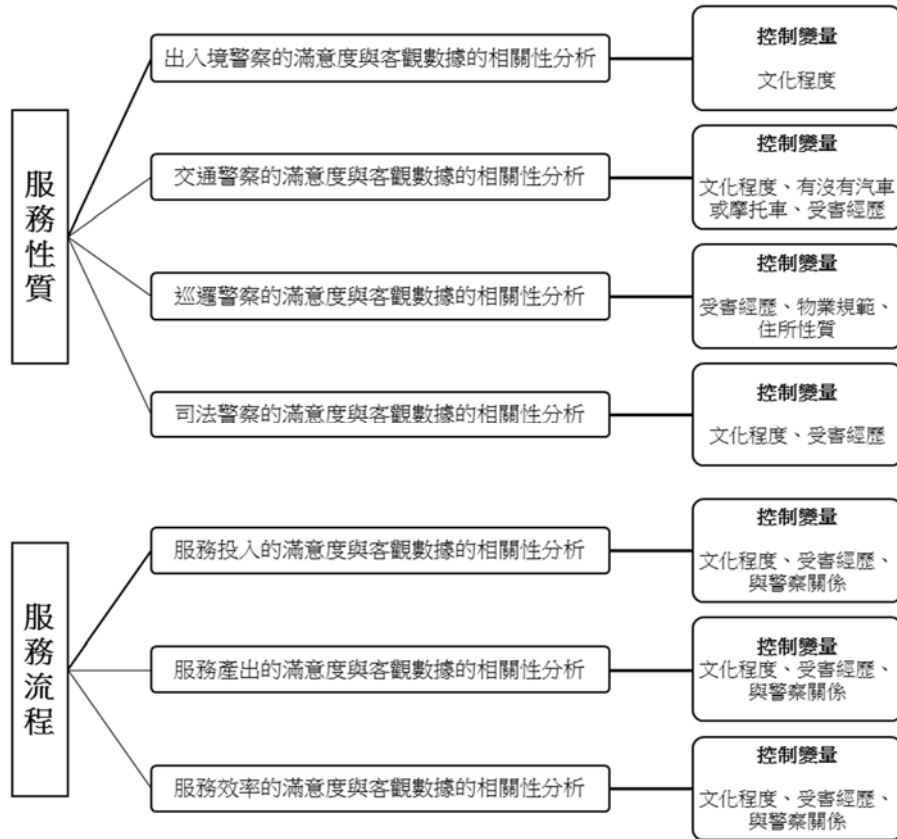 服務性質
出入境警察的滿意度與客觀數據的相關性分析
控制變量
文化程度
交通警察的滿意度與客觀數據的相關性分析
控制變量
文化程度、有沒有汽車
或摩托車、受害經歷
巡邏警察的滿意度與客觀數據的相關性分析
控制變量
受害經歷、物業規範、
住所性質
司法警察的滿意度與客觀數據的相關性分析
控制變量
文化程度、受害經歷
服務流程
服務投入的滿意度與客觀數據的相關性分析
控制變量
文化程度、受害經歷、
與警察關係
服務產出的滿意度與客觀數據的相關性分析
控制變量
文化程度、受害經歷、
與警察關係
服務效率的滿意度與客觀數據的相關性分析
控制變量
文化程度、受害經歷、
與警察關係